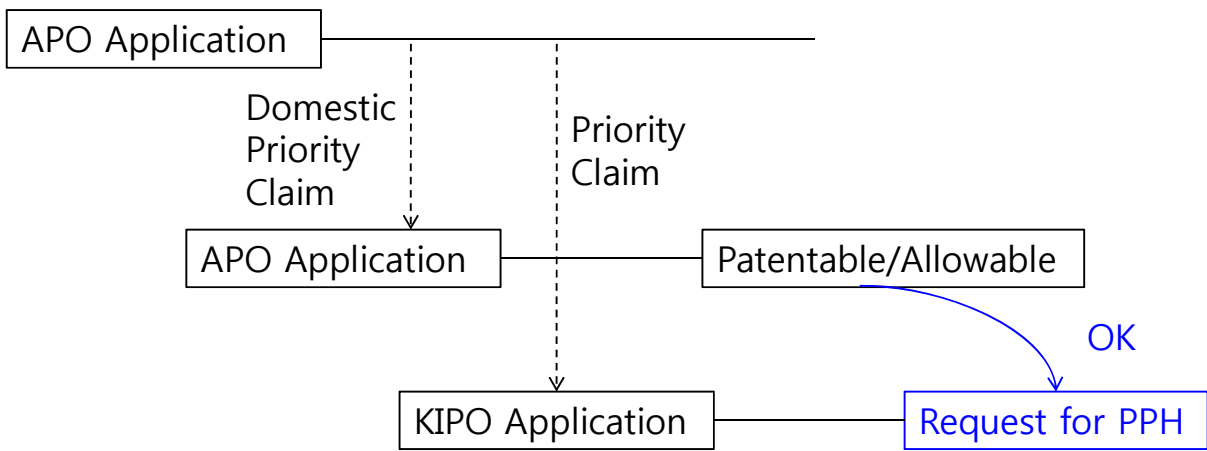 APO Application
Domestic
Priority
Claim
Priority
Claim
APO Application
Patentable/Allowable
OK
KIPO Application
Request for PPH